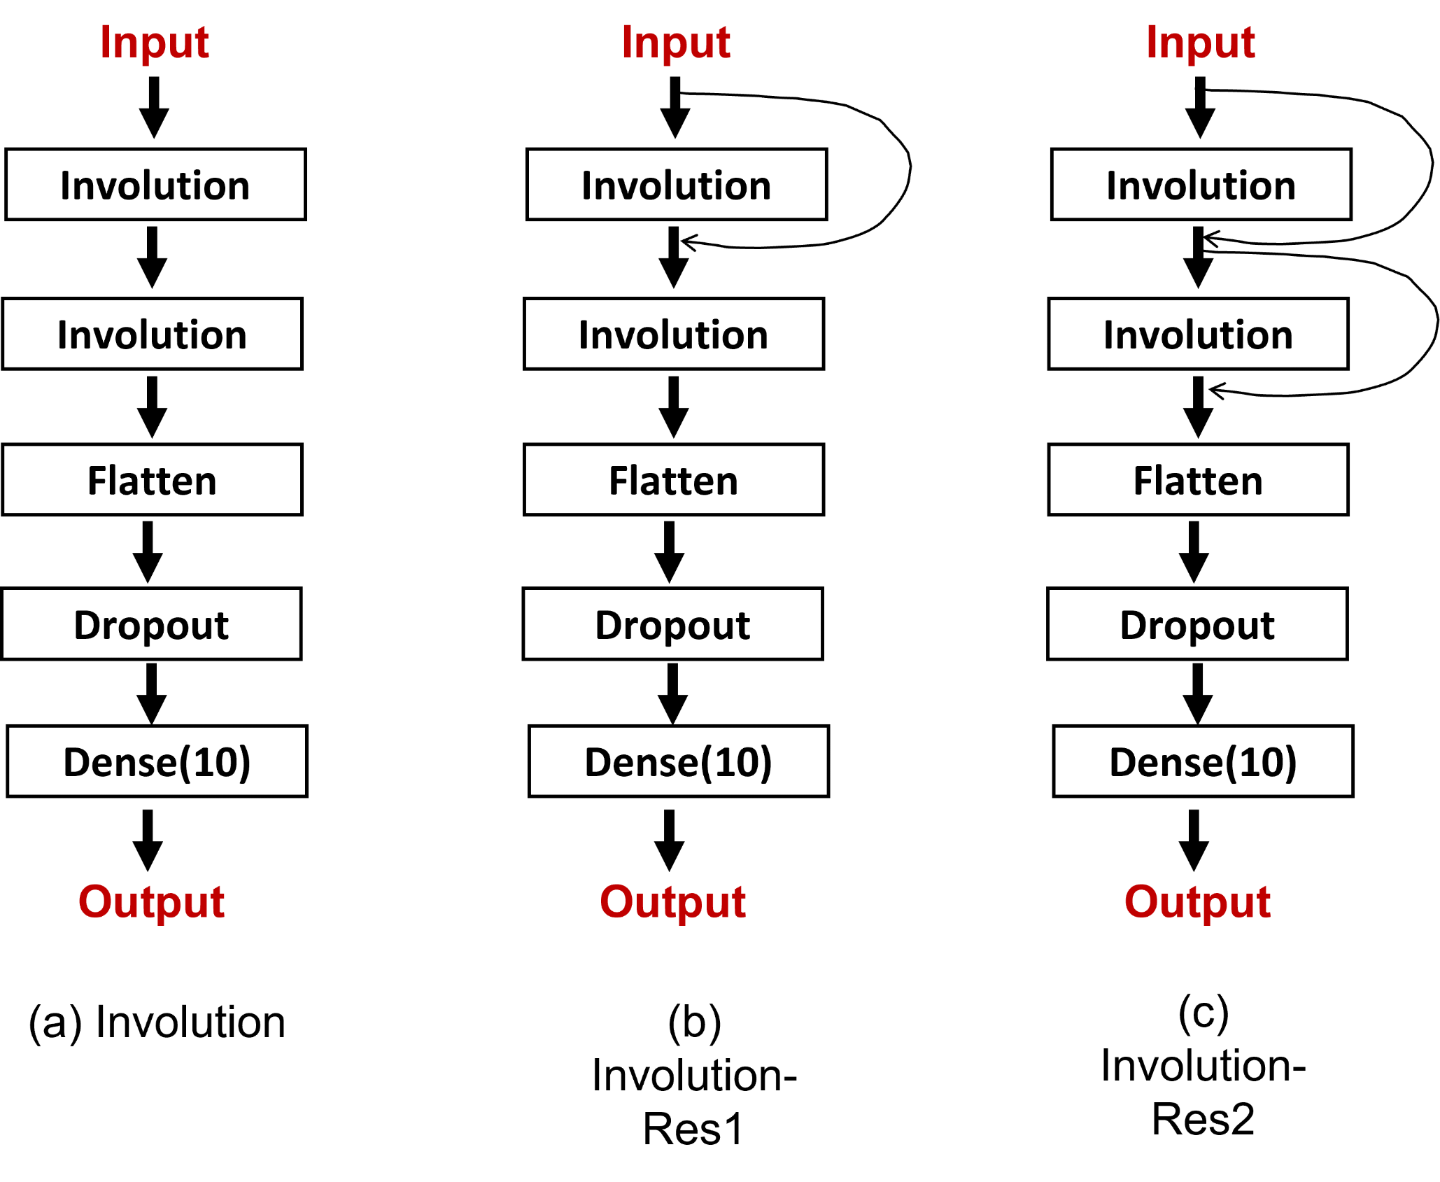 Input
Involution
Involution
Flatten
Dropout
Dense(10)
Output
(a) Involution
Input
Involution
Involution
Flatten
Dropout
Dense(10)
Output
(b)
Involution-
Res1
Input
Involution
Involution
Flatten
Dropout
Dense(10)
Output
(c)
Involution-
Res2